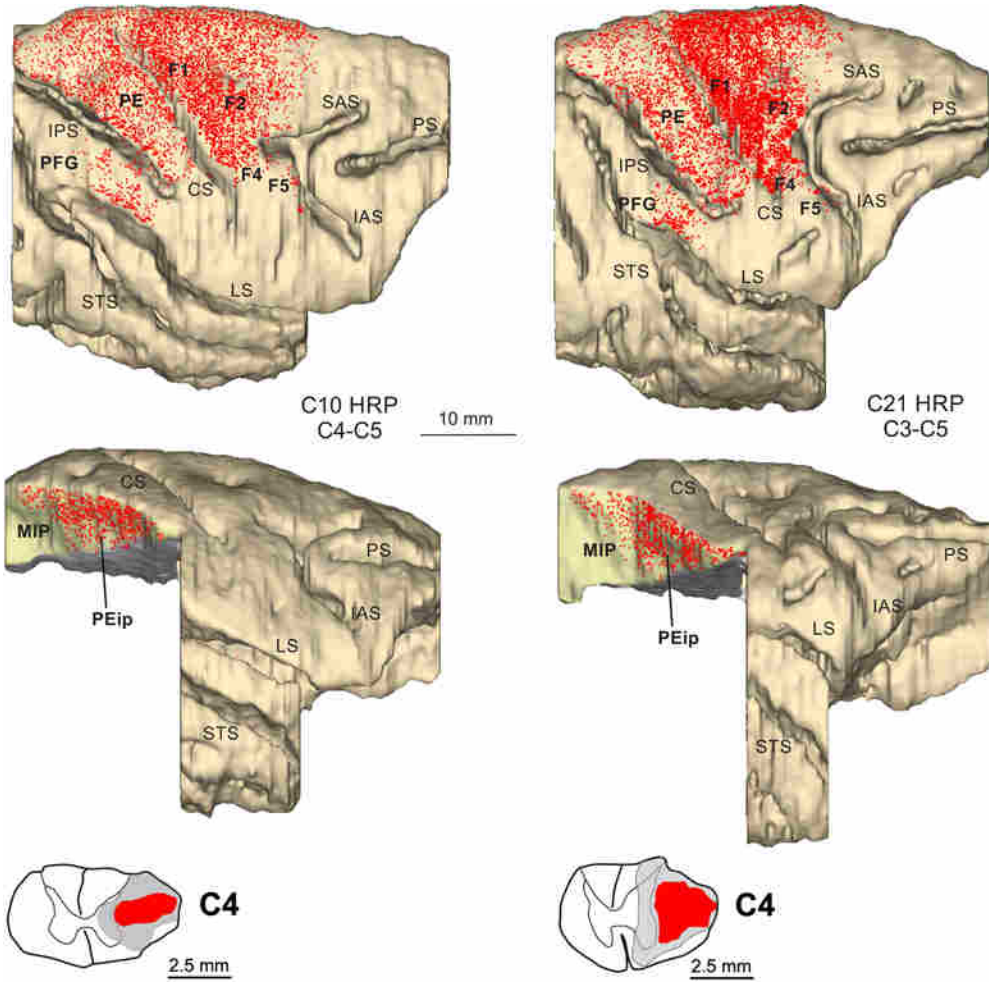 F1
F2
PE
SAS
IPS
PS
PFG
F4
CS
F5
IAS
STS
LS
F1
SAS
F2
PS
PE
IPS
F4
PFG
CS
F5
IAS
STS
LS
C10 HRP
C4-C5
10 mm
C21 HRP
C3-C5
CS
MIP
PS
PEip
IAS
LS
STS
CS
MIP
PS
IAS
PEip
LS
STS
C4
2.5 mm
C4
2.5 mm